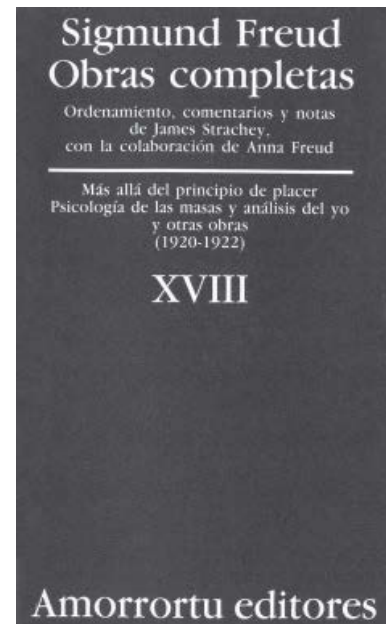 Sigmund Freud
Obras completas
Ordenamiento, comentarios y notas
de James Strachey,
con la colaboración de Anna Freud
Más allá del principio de placer
Psicología de las masas y análisis del yo
y otras obras
(1920-1922)
XVIII
Amorrortu editores